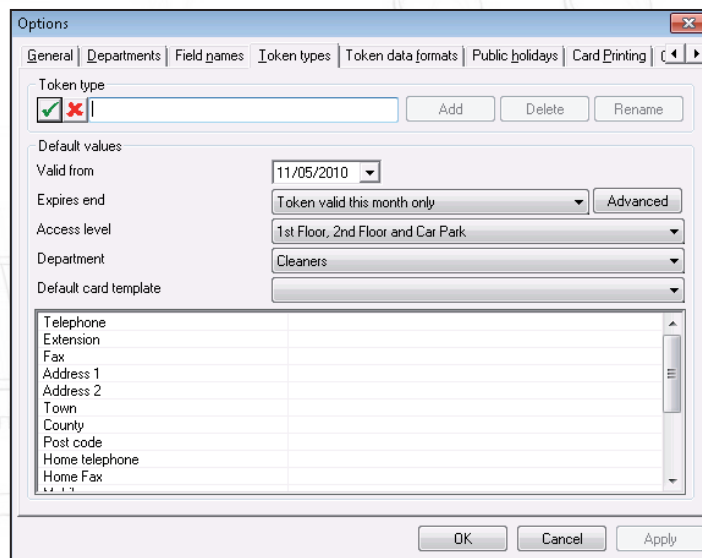 Options
General Departments Field names Token types Token data formats Public holidays Card Printing
Token type
Add Delete Rename
Default values
Valid from 11/05/2010
Expires end Token valid this month only Advanced
Access level 1st Floor, 2nd Floor and Car Park
Department Cleaners
Default card template
Telephone
Extension
Fax
Address 1
Address 2
Town
County
Post code
Home telephone
Home Fax
OK Cancel Apply